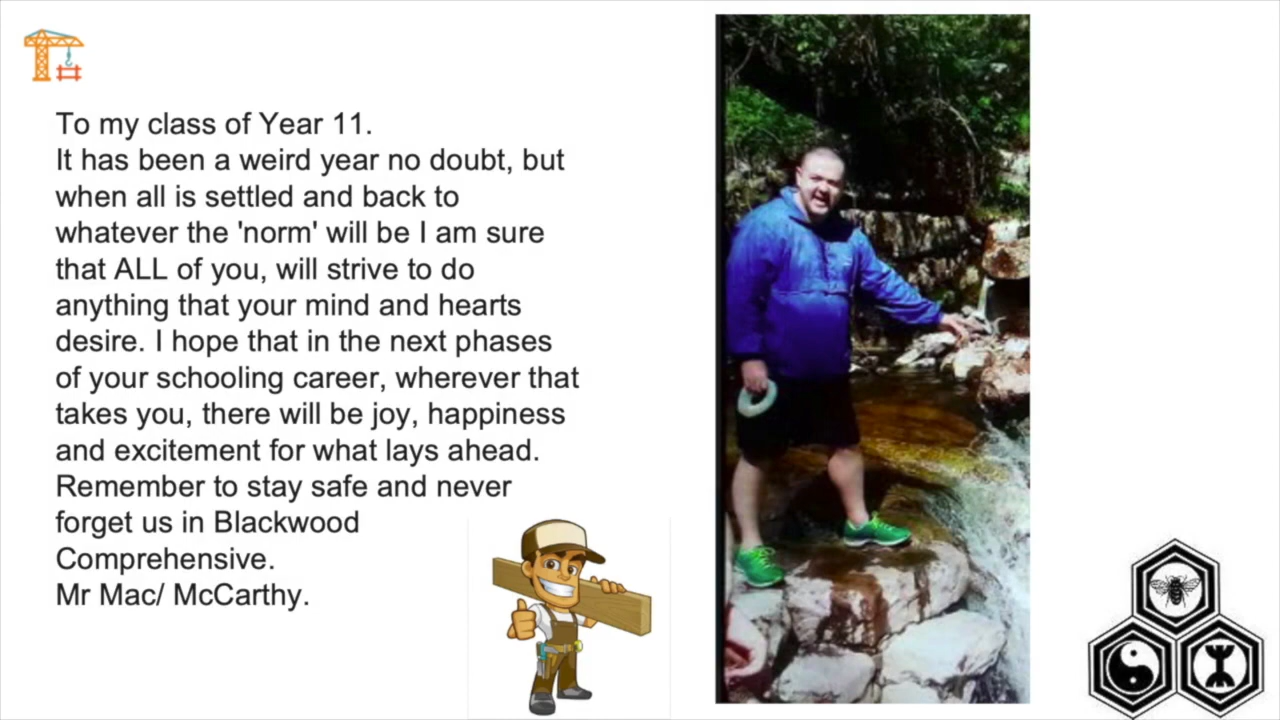 To my class of Year 11.
It has been a weird year no doubt, but
when all is settled and back to
whatever the 'norm' will be I am sure
that ALL of you, will strive to do
anything that your mind and hearts
desire. I hope that in the next phases
of your schooling career, wherever that
takes you, there will be joy, happiness
and excitement for what lays ahead.
Remember to stay safe and never
forget us in Blackwood
Comprehensive.
Mr Mac/ McCarthy.